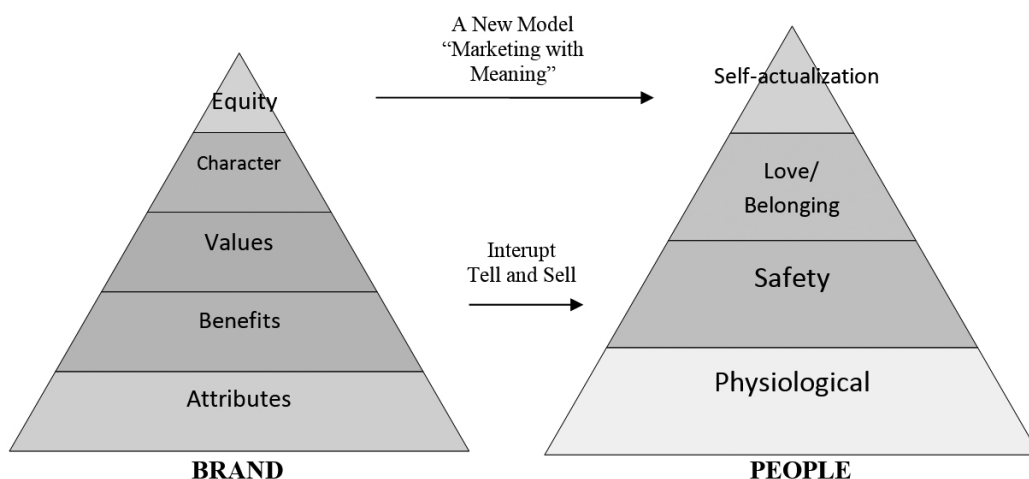 A New Model
“Marketing with
Meaning”
Equity
Character
Values
Benefits
Attributes
BRAND
Interupt
Tell and Sell
Self-actualization
Love/
Belonging
Safety
Physiological
PEOPLE